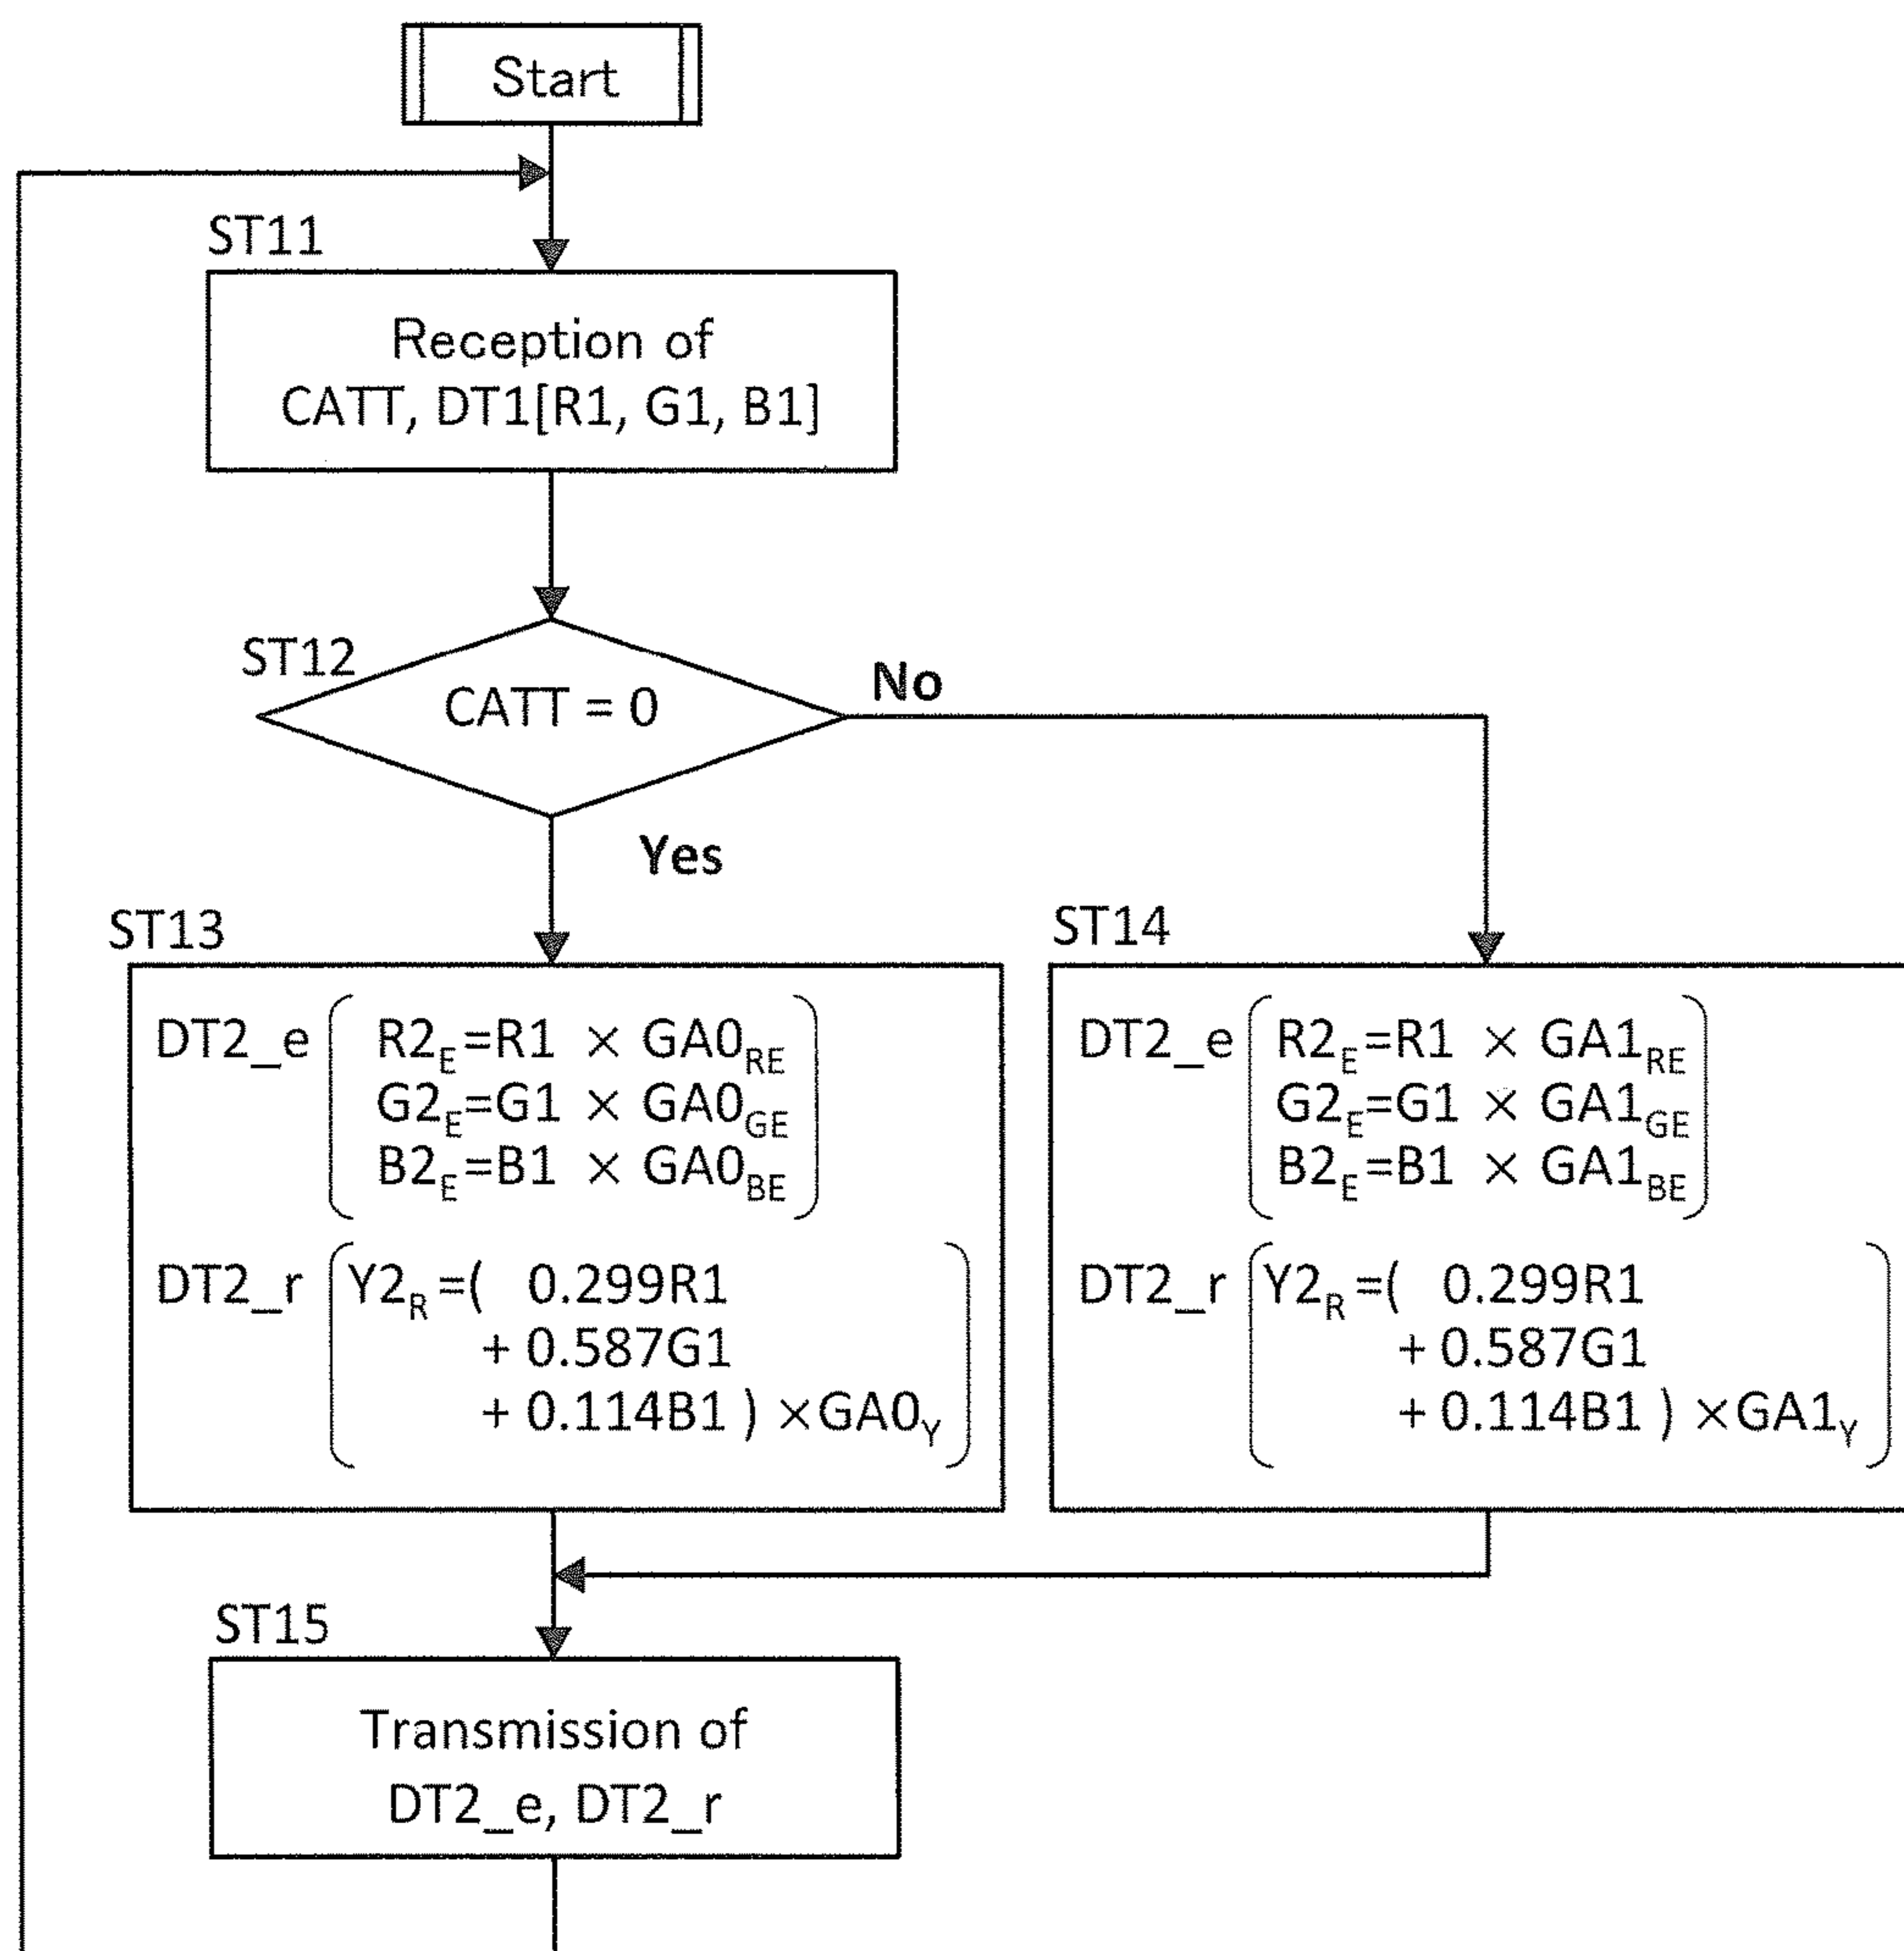 Start
ST11
Reception of
CATT, DT1[R1, G1, B1]
ST12
CATT = 0
No
Yes
ST13
DT2_e
R2E=R1 × GA0RE
G2E=G1 × GA0GE
B2E=B1 × GA0BE
DT2_r
Y2R=( 0.299R1
+ 0.587G1
+ 0.114B1 ) ×GA0Y
ST14
DT2_e
R2E=R1 × GA1RE
G2E=G1 × GA1GE
B2E=B1 × GA1BE
DT2_r
Y2R=( 0.299R1
+ 0.587G1
+ 0.114B1 ) ×GA1Y
ST15
Transmission of
DT2_e, DT2_r